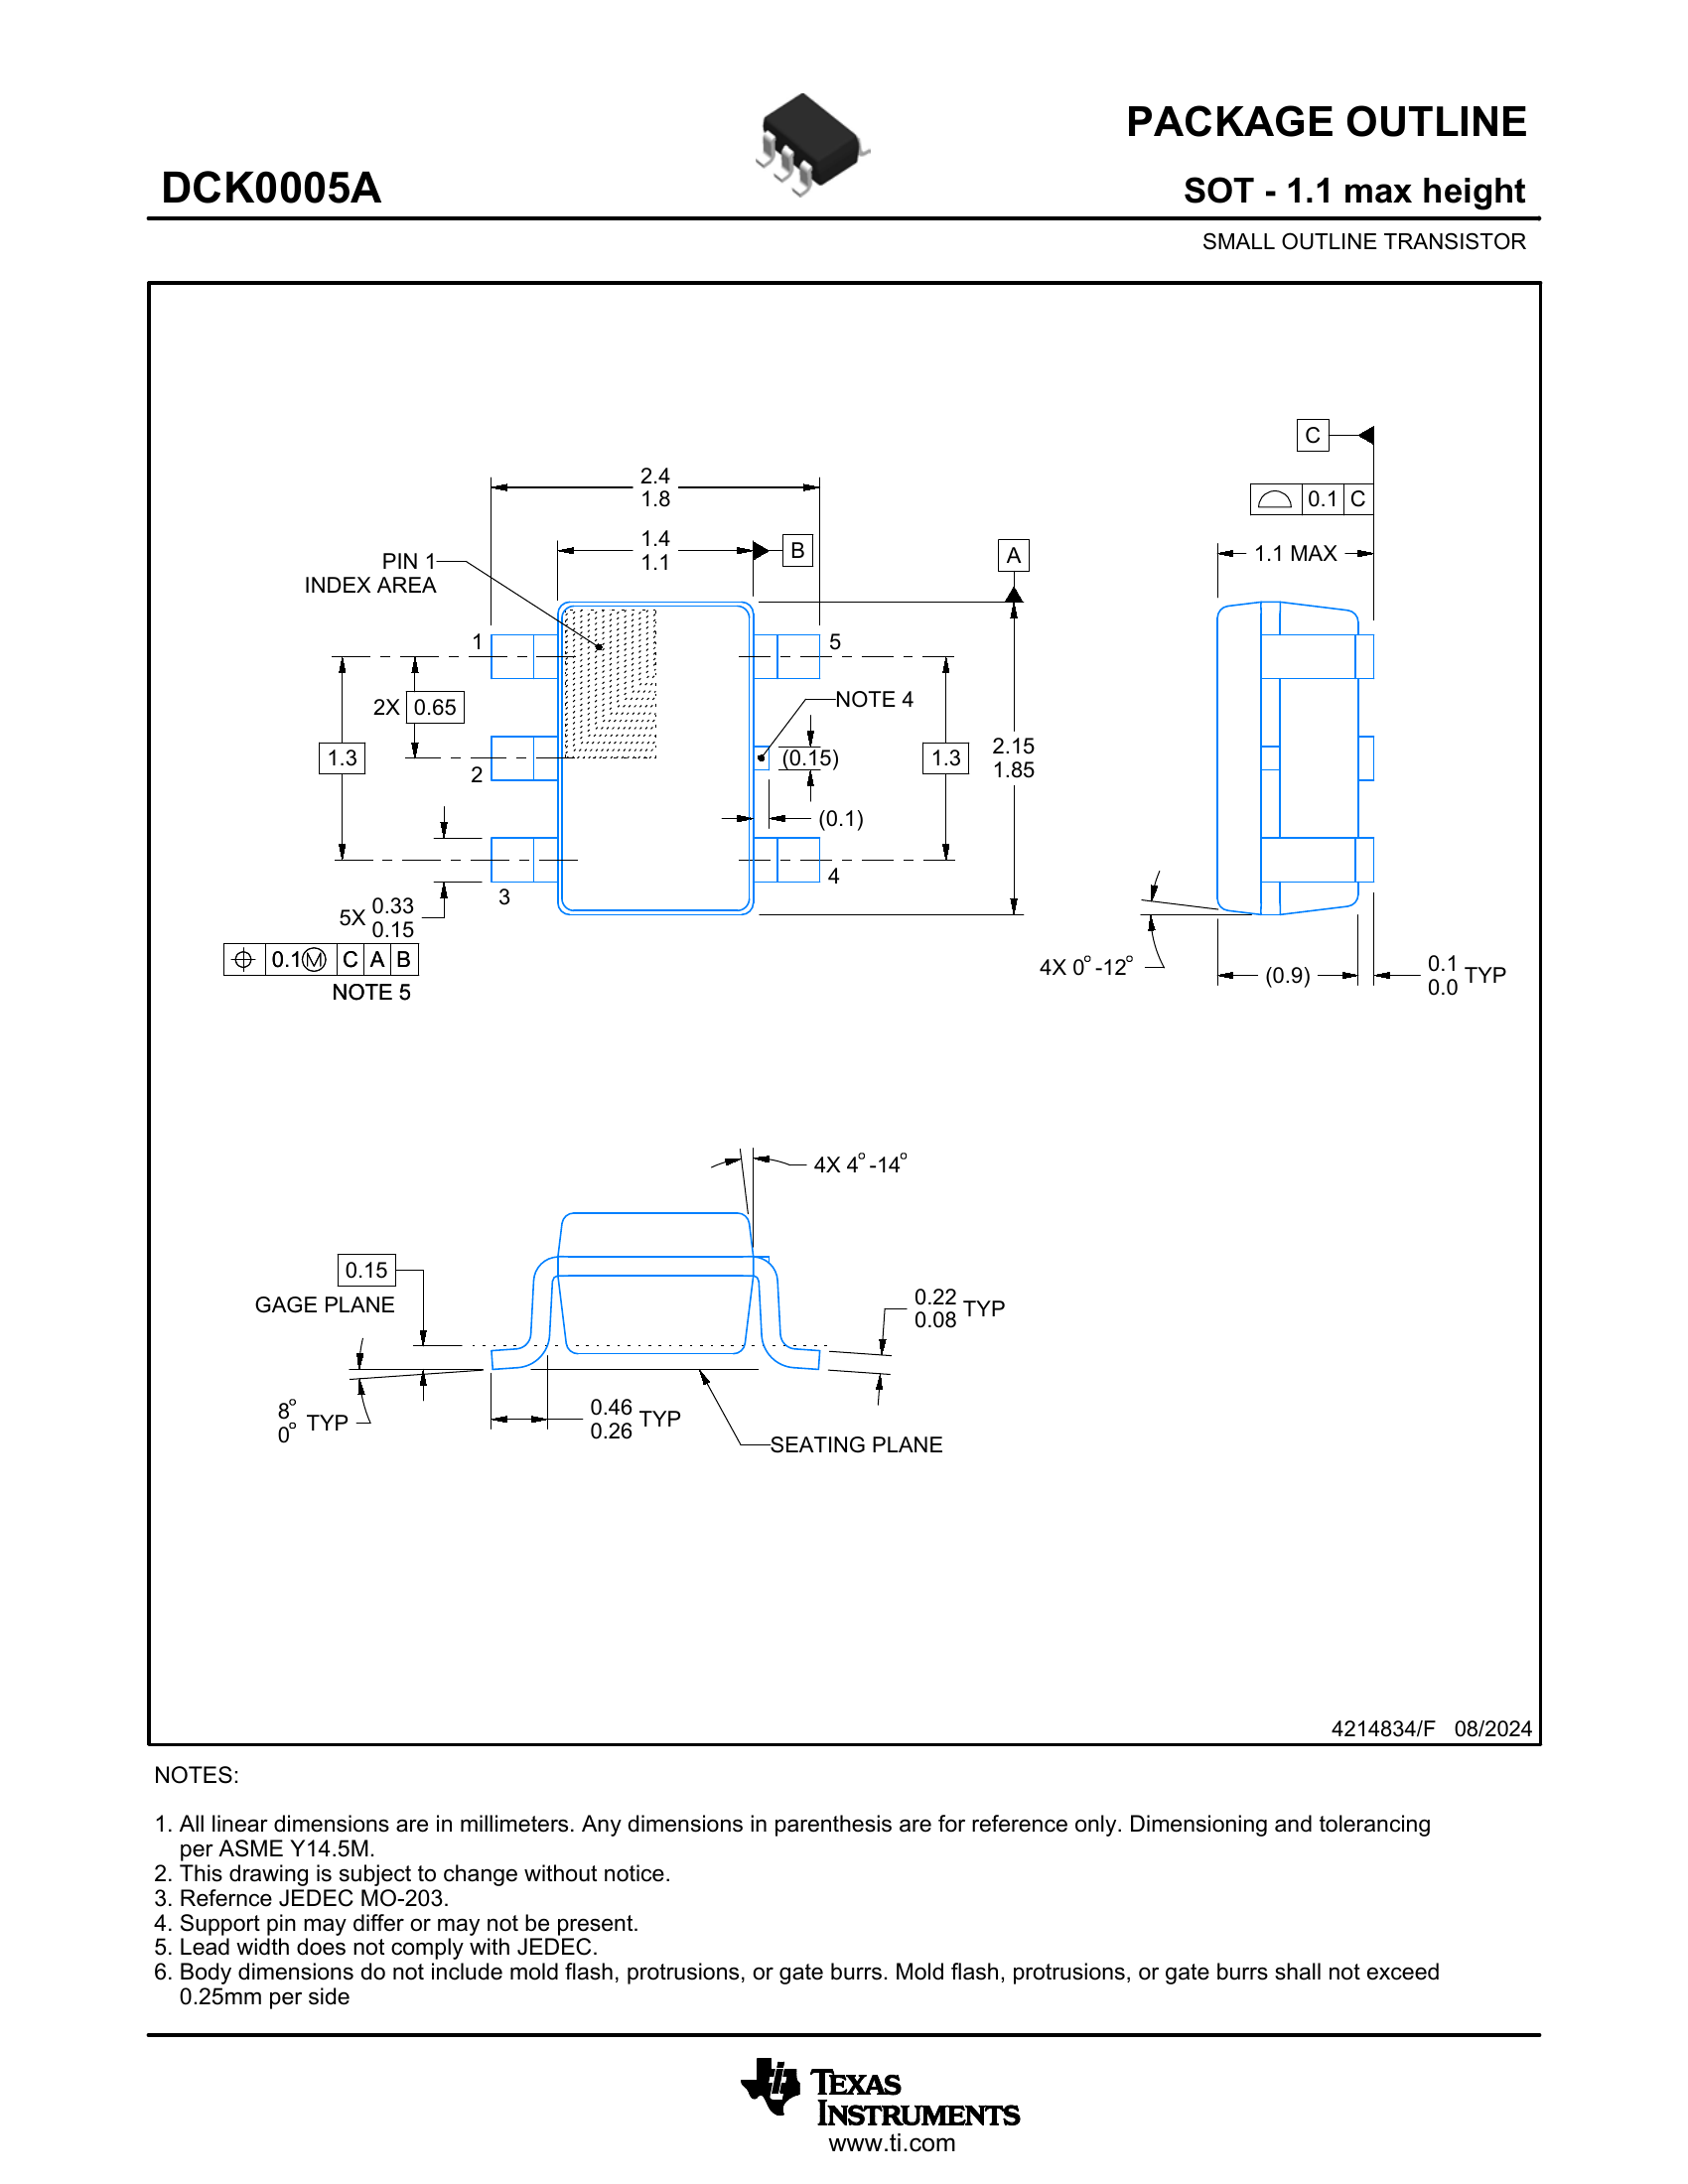 PACKAGE OUTLINE
DCK0005A
SOT - 1.1 max height
SMALL OUTLINE TRANSISTOR
C
0.1 C
2.4
1.8
1.4
1.1
B
A
1.1 MAX
PIN 1
INDEX AREA
1
5
2X 0.65
NOTE 4
1.3
2
(0.15)
1.3
2.15
1.85
(0.1)
3
4
5X 0.33
0.15
0.1Ⓜ C A B
NOTE 5
4X 0°-12°
(0.9)
0.1
0.0
TYP
4X 4°-14°
0.15
GAGE PLANE
0.22
0.08
TYP
8°
0°
TYP
0.46
0.26
TYP
SEATING PLANE
4214834/F 08/2024
NOTES:
1. All linear dimensions are in millimeters. Any dimensions in parenthesis are for reference only. Dimensioning and tolerancing
per ASME Y14.5M.
2. This drawing is subject to change without notice.
3. Refernce JEDEC MO-203.
4. Support pin may differ or may not be present.
5. Lead width does not comply with JEDEC.
6. Body dimensions do not include mold flash, protrusions, or gate burrs. Mold flash, protrusions, or gate burrs shall not exceed
0.25mm per side
TEXAS
INSTRUMENTS
www.ti.com